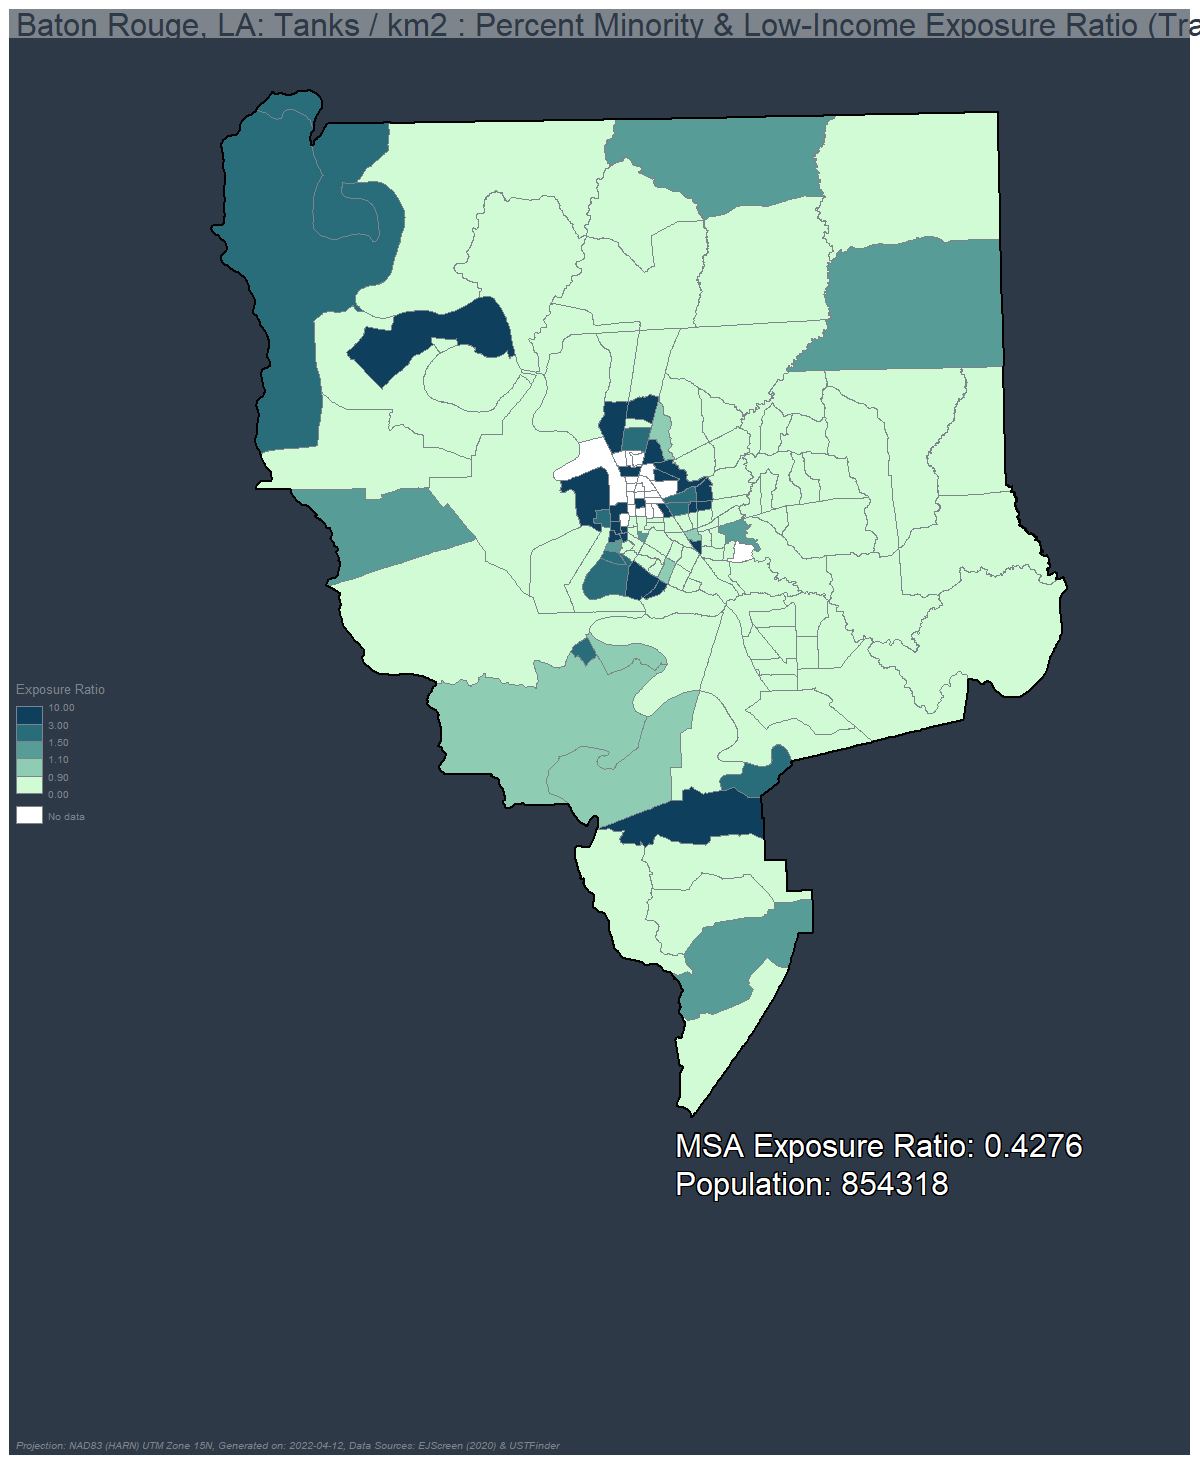 Baton Rouge, LA: Tanks / km2 : Percent Minority & Low-Income Exposure Ratio (Tra
Exposure Ratio
10.00
3.00
1.50
1.10
0.90
0.00
No data
MSA Exposure Ratio: 0.4276
Population: 854318
Projection: NAD83 (HARN) UTM Zone 15N, Generated on: 2022-04-12, Data Sources: EJScreen (2020) & USTFinder